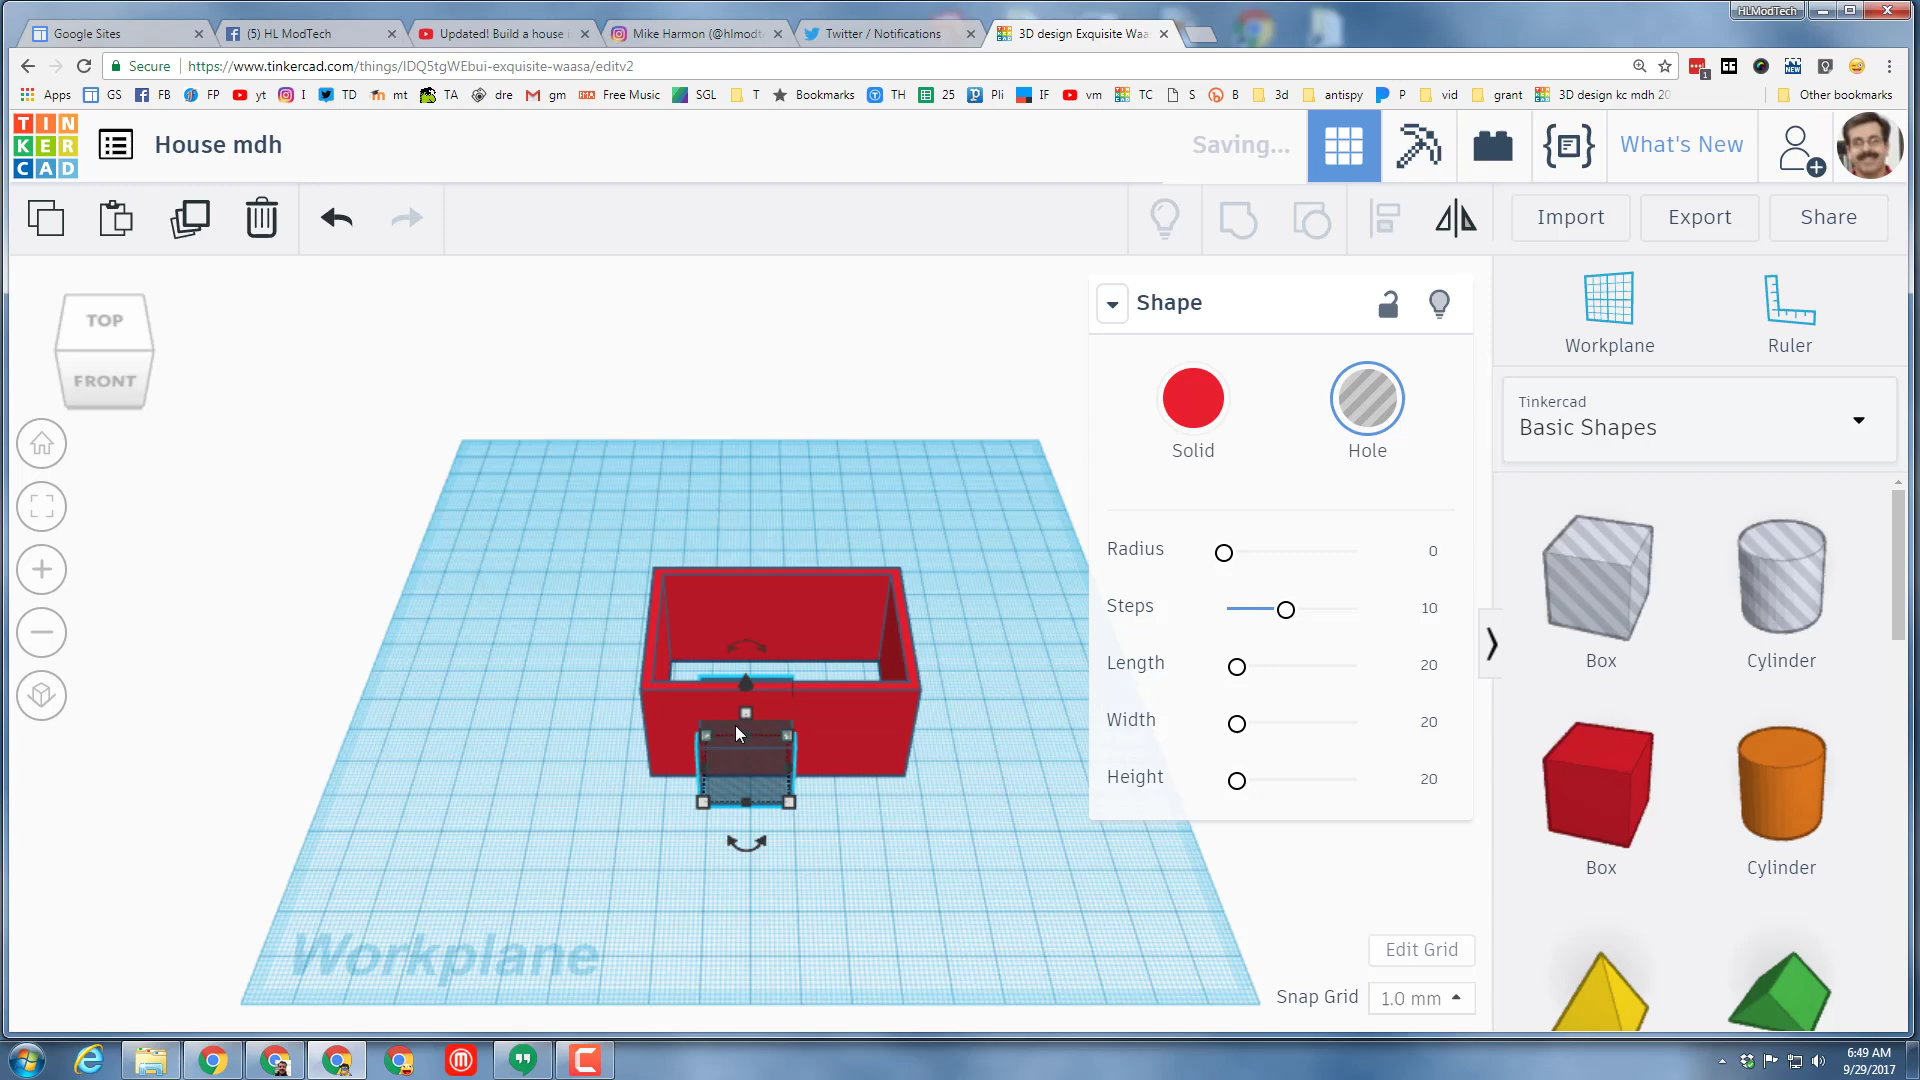 HLModTech
Google Sites
(5) HL ModTech
Updated! Build a house i
Mike Harmon (@hlmodt
Twitter / Notifications
3D design Exquisite Waa
Secure
https://www.tinkercad.com/things/lDQ5tgWEbui-exquisite-waasa/editv2
Apps
GS
FB
FP
yt
I
TD
mt
TA
dre
gm
Free Music
SGL
T
Bookmarks
TH
25
Pli
IF
vm
TC
S
B
3d
antispy
P
vid
grant
3D design kc mdh 20
Other bookmarks
TIN
KER
CAD
House mdh
Saving...
What's New
Import
Export
Share
TOP
FRONT
Shape
Solid
Hole
Radius
0
Steps
10
Length
20
Width
20
Height
20
Workplane
Ruler
Tinkercad
Basic Shapes
Box
Cylinder
Box
Cylinder
Workplane
Edit Grid
Snap Grid
1.0 mm
6:49 AM
9/29/2017